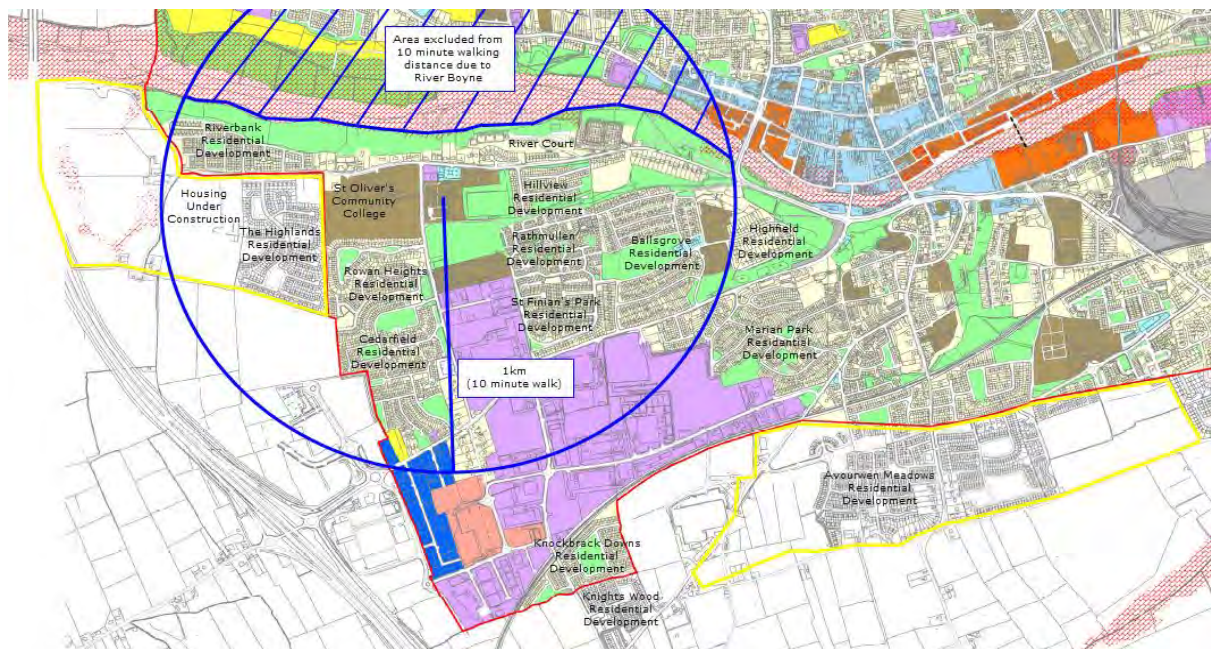 Area excluded from
10 minute walking
distance due to
River Boyne
Riverbank
Residential
Development
River Court
Housing
Under
Construction
St Oliver's
Community
College
Hillview
Residential
Development
The Highlands
Residential
Development
Rathmullen
Residential
Development
Ballsgrove
Residential
Development
Highfield
Residential
Development
Rowan Heights
Residential
Development
St Finian's Park
Residential
Development
Marian Park
Residential
Development
Cedarfield
Residential
Development
1km
(10 minute walk)
Avourwen Meadows
Residential
Development
Knockbrack Downs
Residential
Development
Knights Wood
Residential
Development